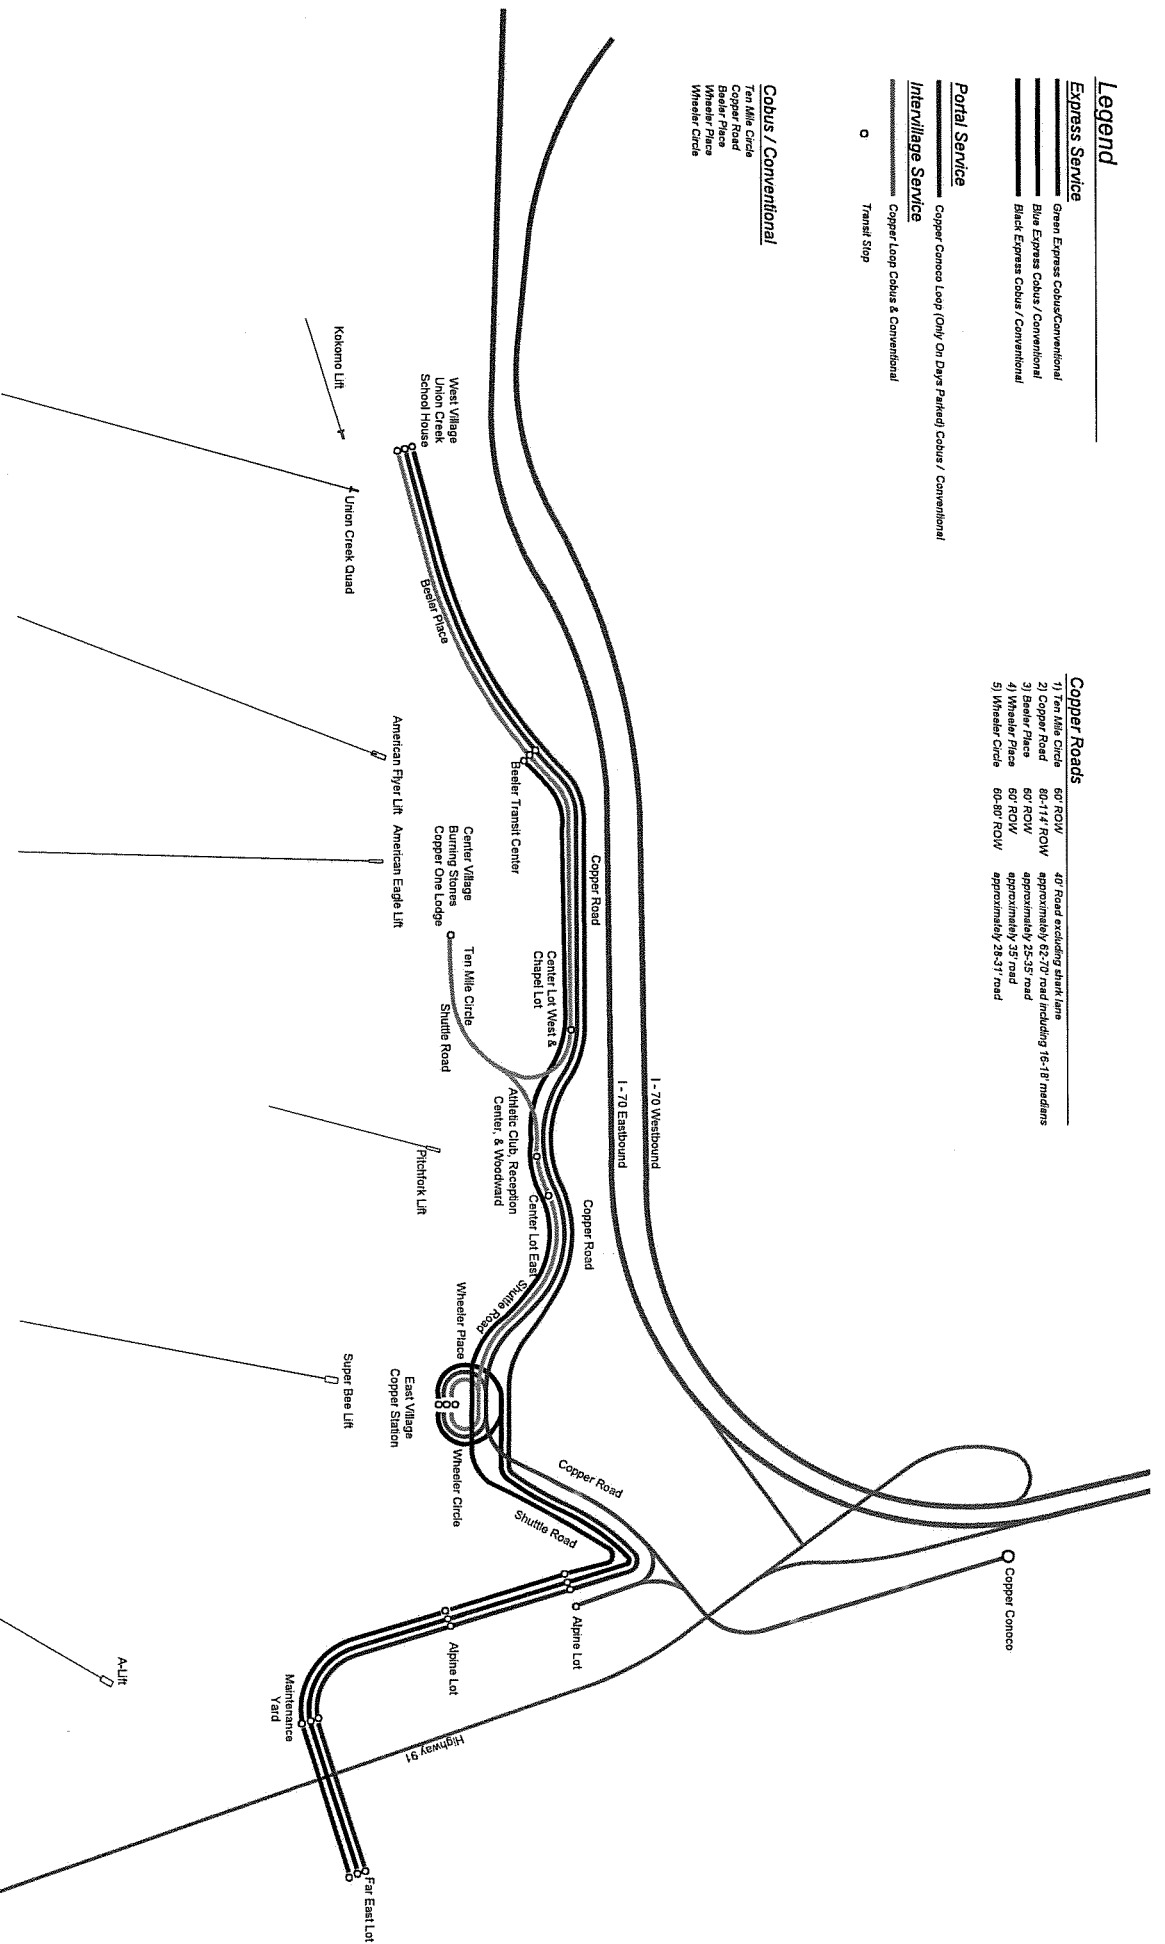 Legend
Express Service
Green Express Cobus/Conventional
Blue Express Cobus / Conventional
Black Express Cobus / Conventional
Portal Service
Copper Conoco Loop (Only On Days Parked) Cobus / Conventional
Intervillage Service
Copper Loop Cobus & Conventional
Transit Stop
Cobus / Conventional
Ten Mile Circle
Copper Road
Beeler Place
Wheeler Place
Wheeler Circle
Copper Roads
1) Ten Mile Circle 60' ROW 40' Road excluding shark lane
2) Copper Road 80-114' ROW approximately 62-70' road including 16-18' medians
3) Beeler Place 60' ROW approximately 25-35' road
4) Wheeler Place 60' ROW approximately 35' road
5) Wheeler Circle 60-80' ROW approximately 28-31' road
I - 70 Westbound
I - 70 Eastbound
Copper Road
Copper Road
Copper Road
Copper Conoco
West Village
Union Creek
School House
Kokomo Lift
Union Creek Quad
Beeler Place
Beeler Transit Center
American Flyer Lift
American Eagle Lift
Center Village
Burning Stones
Copper One Lodge
Ten Mile Circle
Shuttle Road
Center Lot West &
Chapel Lot
Athletic Club, Reception
Center, & Woodward
Center Lot East
Pitchfork Lift
Shuttle Road
Wheeler Place
East Village
Copper Station
Super Bee Lift
Wheeler Circle
Shuttle Road
Alpine Lot
Alpine Lot
Maintenance
Yard
A-Lift
Highway 91
Far East Lot